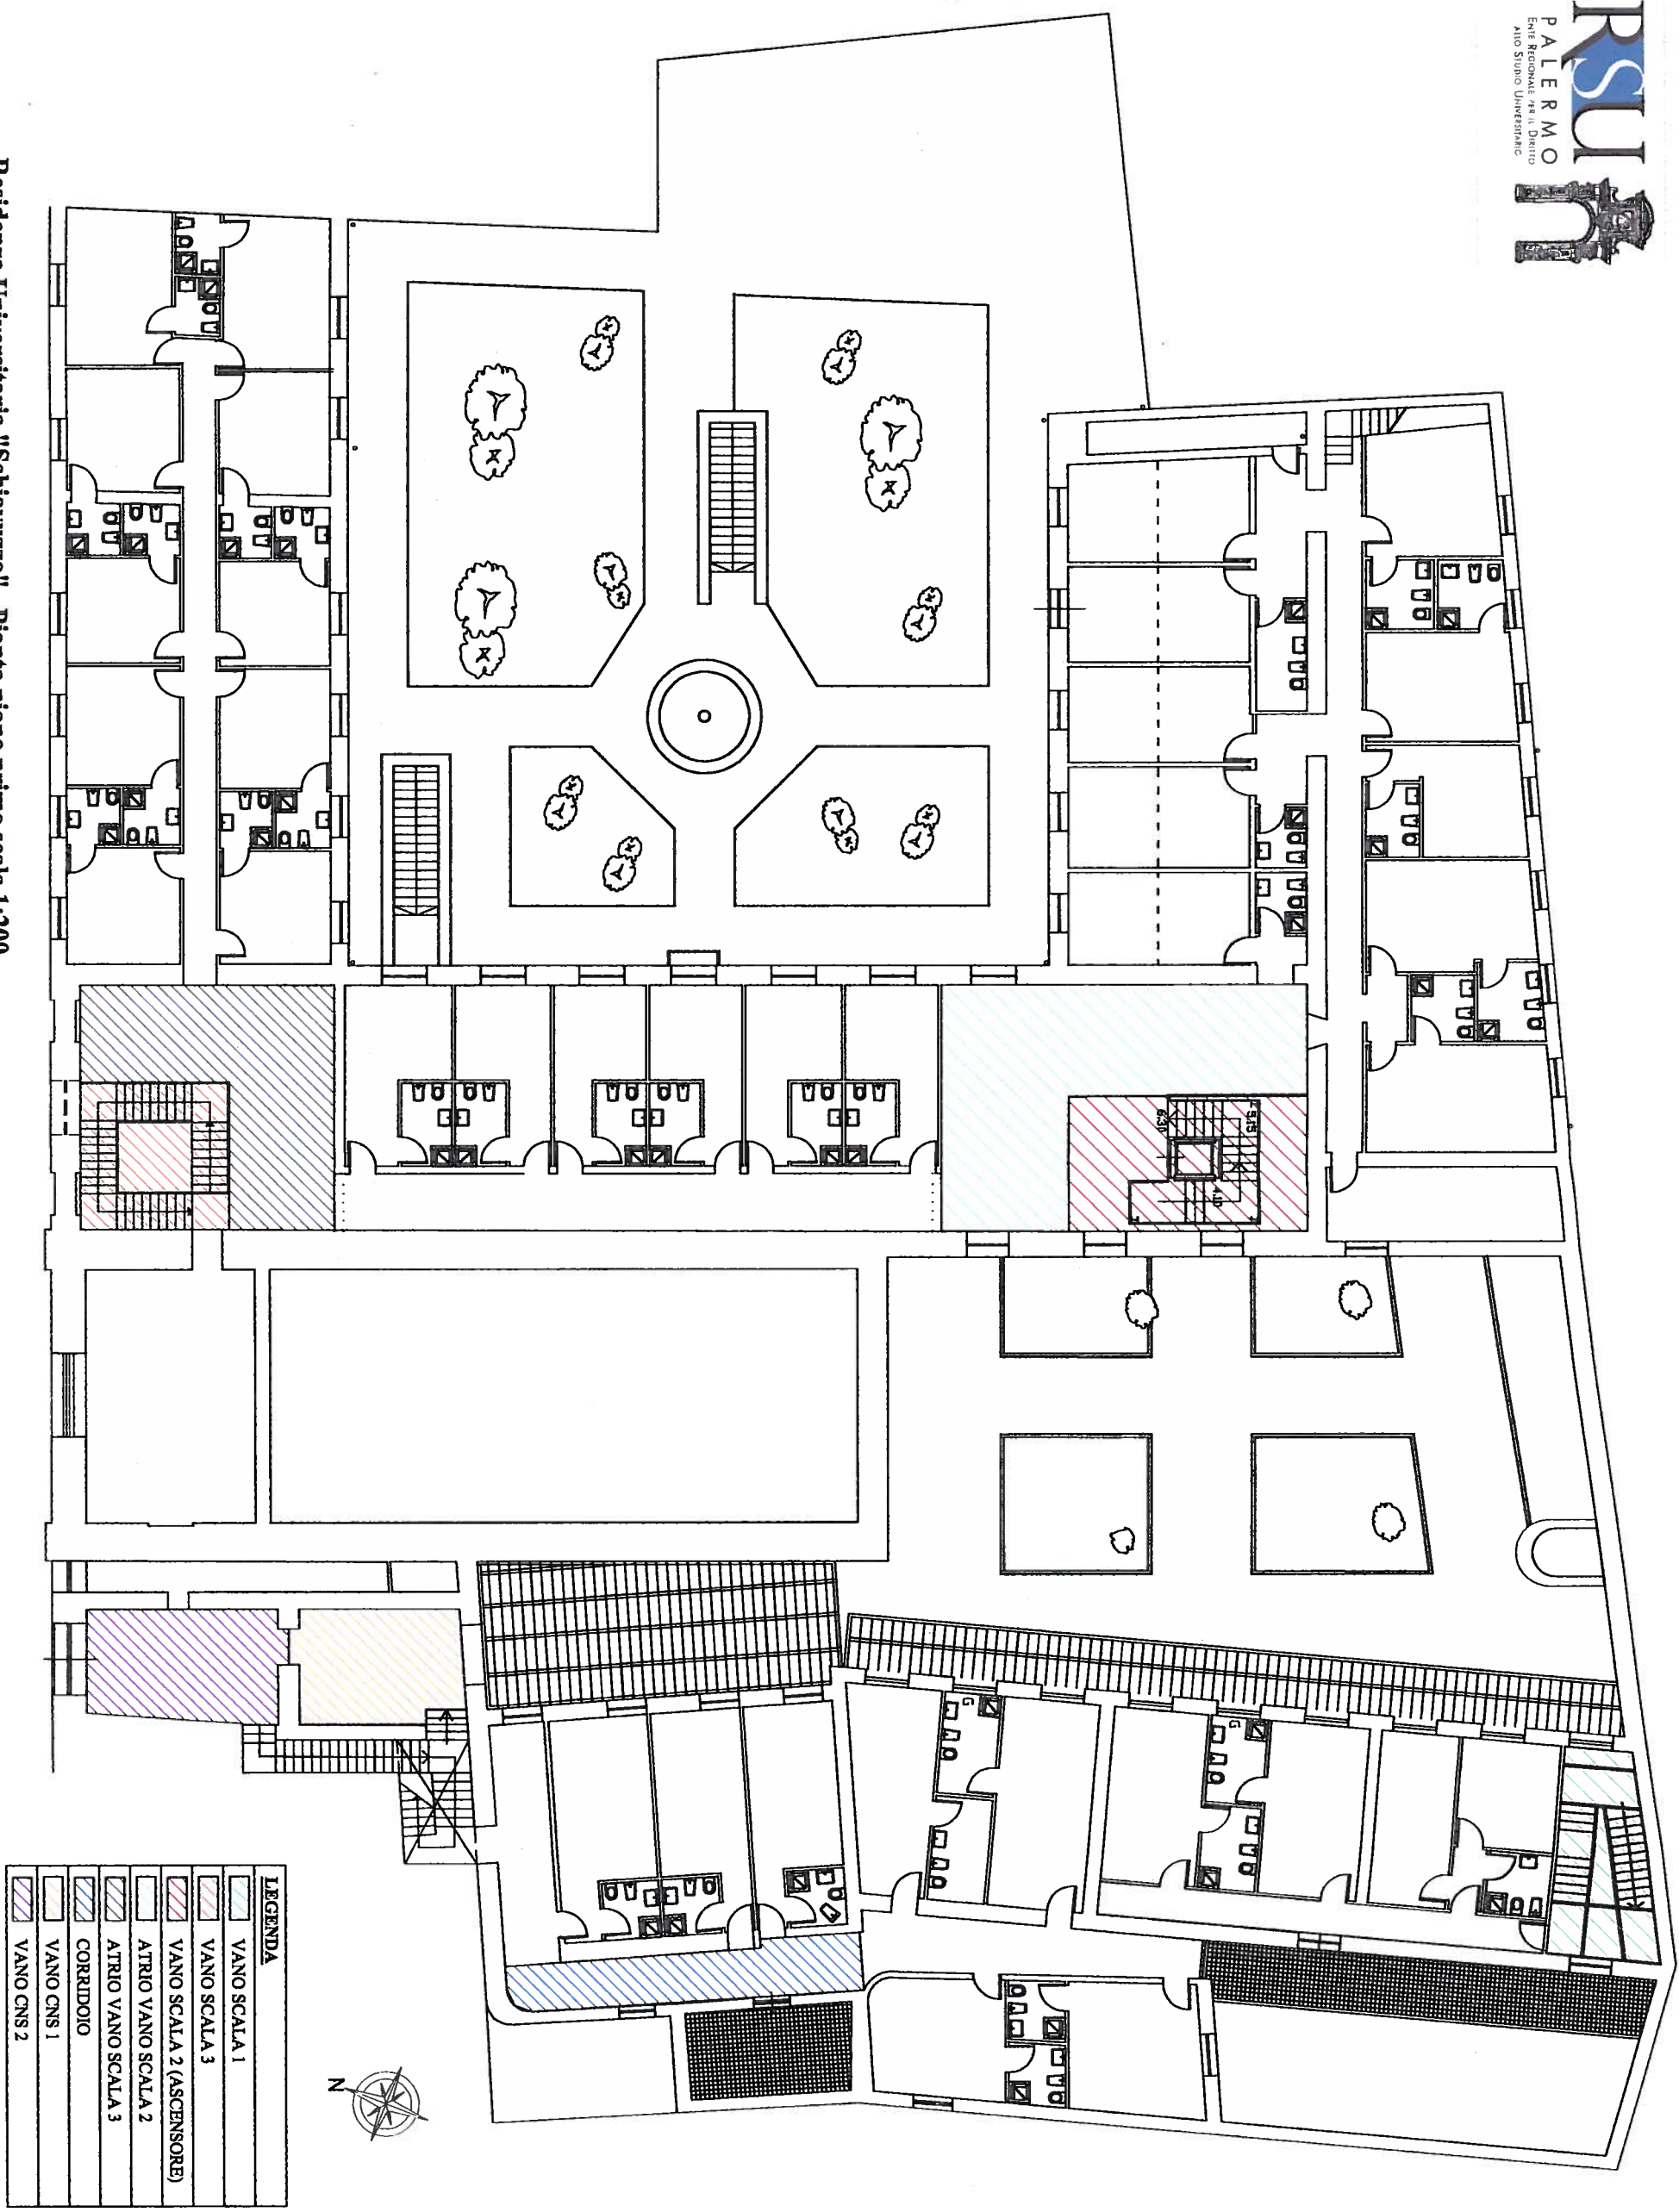 RSU
PALERMO
ENTE REGIONALE PER IL DIRITTO
ALLO STUDIO UNIVERSITARIO
5.15
6.30
4.10
G
G
N
LEGENDA
VANO SCALA 1
VANO SCALA 3
VANO SCALA 2 (ASCENSORE)
ATRIO VANO SCALA 2
ATRIO VANO SCALA 3
CORRIDOIO
VANO CNS 1
VANO CNS 2